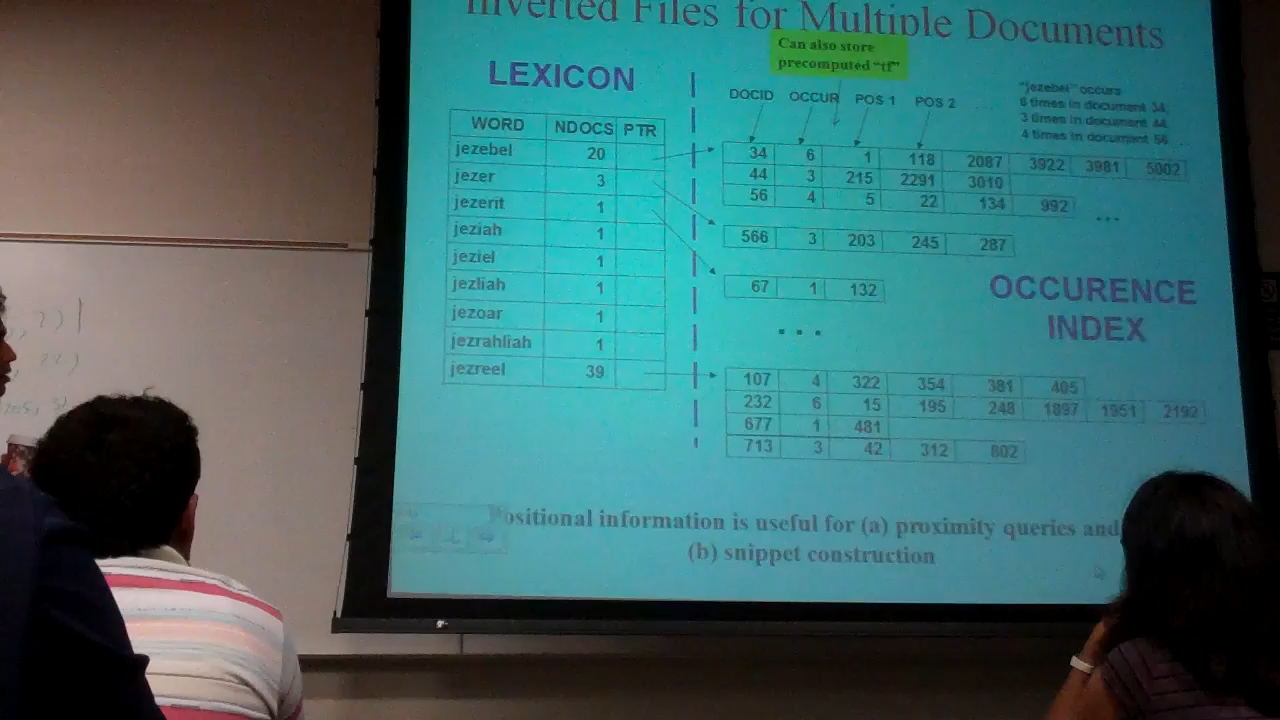 Inverted Files for Multiple Documents
Can also store
precomputed "tf"
LEXICON
WORD NDOCS PTR
jezebel 20
jezer 3
jezerit 1
jeziah 1
jeziel 1
jezliah 1
jezoar 1
jezrahliah 1
jezreel 39
DOCID OCCUR POS 1 POS 2 ...
"jezebel" occurs
6 times in document 34,
3 times in document 44,
4 times in document 56 ...
34 6 1 118 2087 3922 3981 5002
44 3 215 2291 3010
56 4 5 22 134 992
...
566 3 203 245 287
67 1 132
...
OCCURENCE
INDEX
107 4 322 354 381 405
232 6 15 195 248 1897 1951 2192
677 1 481
713 3 42 312 802
Positional information is useful for (a) proximity queries and
(b) snippet construction